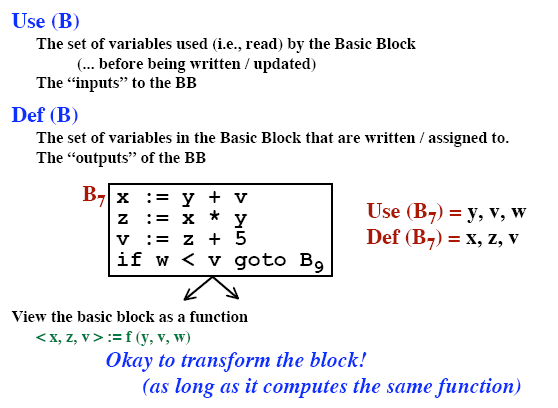 Use (B)
The set of variables used (i.e., read) by the Basic Block
(... before being written / updated)
The “inputs” to the BB
Def (B)
The set of variables in the Basic Block that are written / assigned to.
The “outputs” of the BB
B7
x := y + v
z := x * y
v := z + 5
if w < v goto B9
Use (B7) = y, v, w
Def (B7) = x, z, v
View the basic block as a function
< x, z, v > := f (y, v, w)
Okay to transform the block!
(as long as it computes the same function)